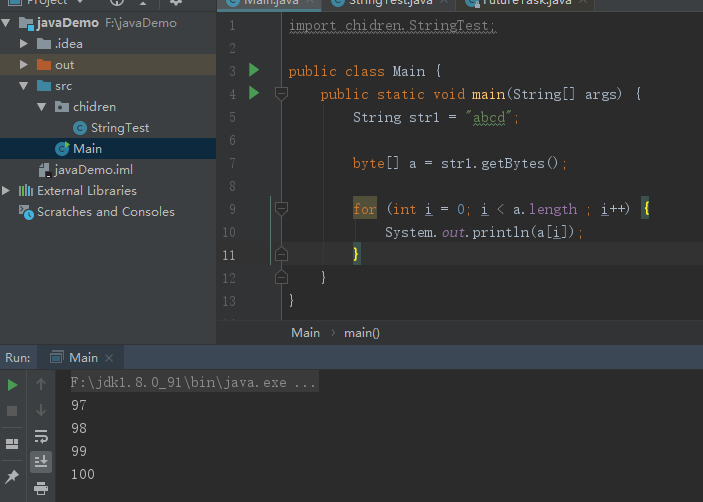 Project
Main.java StringTest.java FutureTask.java
javaDemo F:\javaDemo
.idea
out
src
chidren
StringTest
Main
javaDemo.iml
External Libraries
Scratches and Consoles
1 import chidren.StringTest;
2
3 public class Main {
4 public static void main(String[] args) {
5 String str1 = "abcd";
6
7 byte[] a = str1.getBytes();
8
9 for (int i = 0; i < a.length ; i++) {
10 System.out.println(a[i]);
11 }
12 }
13 }
Main main()
Run: Main
F:\jdk1.8.0_91\bin\java.exe ...
97
98
99
100